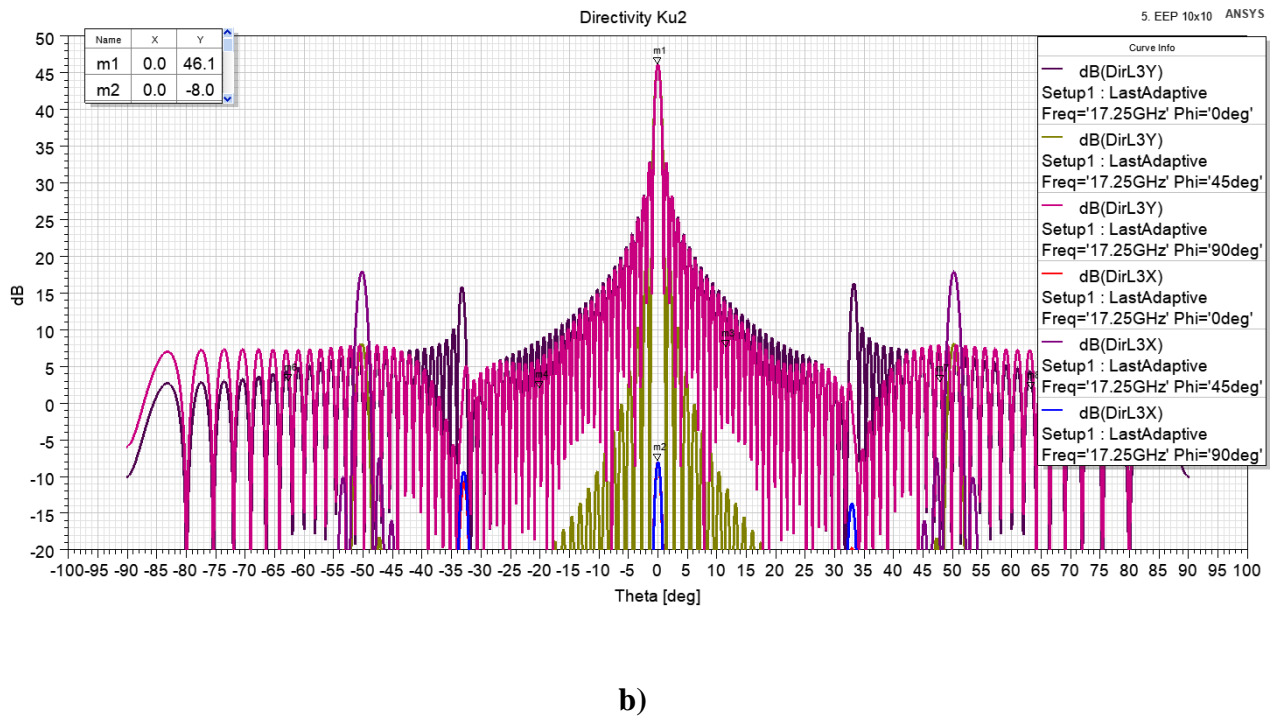 Directivity Ku2
5. EEP 10x10 ANSYS
Name X Y
m1 0.0 46.1
m2 0.0 -8.0
Curve Info
dB(DirL3Y)
Setup1 : LastAdaptive
Freq='17.25GHz' Phi='0deg'
dB(DirL3Y)
Setup1 : LastAdaptive
Freq='17.25GHz' Phi='45deg'
dB(DirL3Y)
Setup1 : LastAdaptive
Freq='17.25GHz' Phi='90deg'
dB(DirL3X)
Setup1 : LastAdaptive
Freq='17.25GHz' Phi='0deg'
dB(DirL3X)
Setup1 : LastAdaptive
Freq='17.25GHz' Phi='45deg'
dB(DirL3X)
Setup1 : LastAdaptive
Freq='17.25GHz' Phi='90deg'
50
45
40
35
30
25
20
15
10
5
0
-5
-10
-15
-20
dB
m1
m4
m2
-100 -95 -90 -85 -80 -75 -70 -65 -60 -55 -50 -45 -40 -35 -30 -25 -20 -15 -10 -5 0 5 10 15 20 25 30 35 40 45 50 55 60 65 70 75 80 85 90 95 100
Theta [deg]
b)